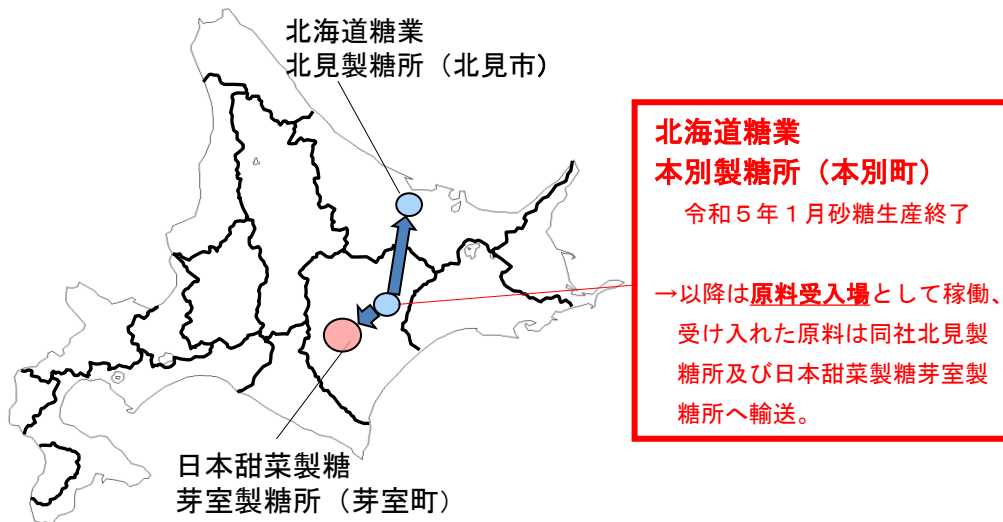 北海道糖業
北見製糖所（北見市）
北海道糖業
本別製糖所（本別町）
令和５年１月砂糖生産終了
→以降は原料受入場として稼働、
受け入れた原料は同社北見製
糖所及び日本甜菜製糖芽室製
糖所へ輸送。
日本甜菜製糖
芽室製糖所（芽室町）